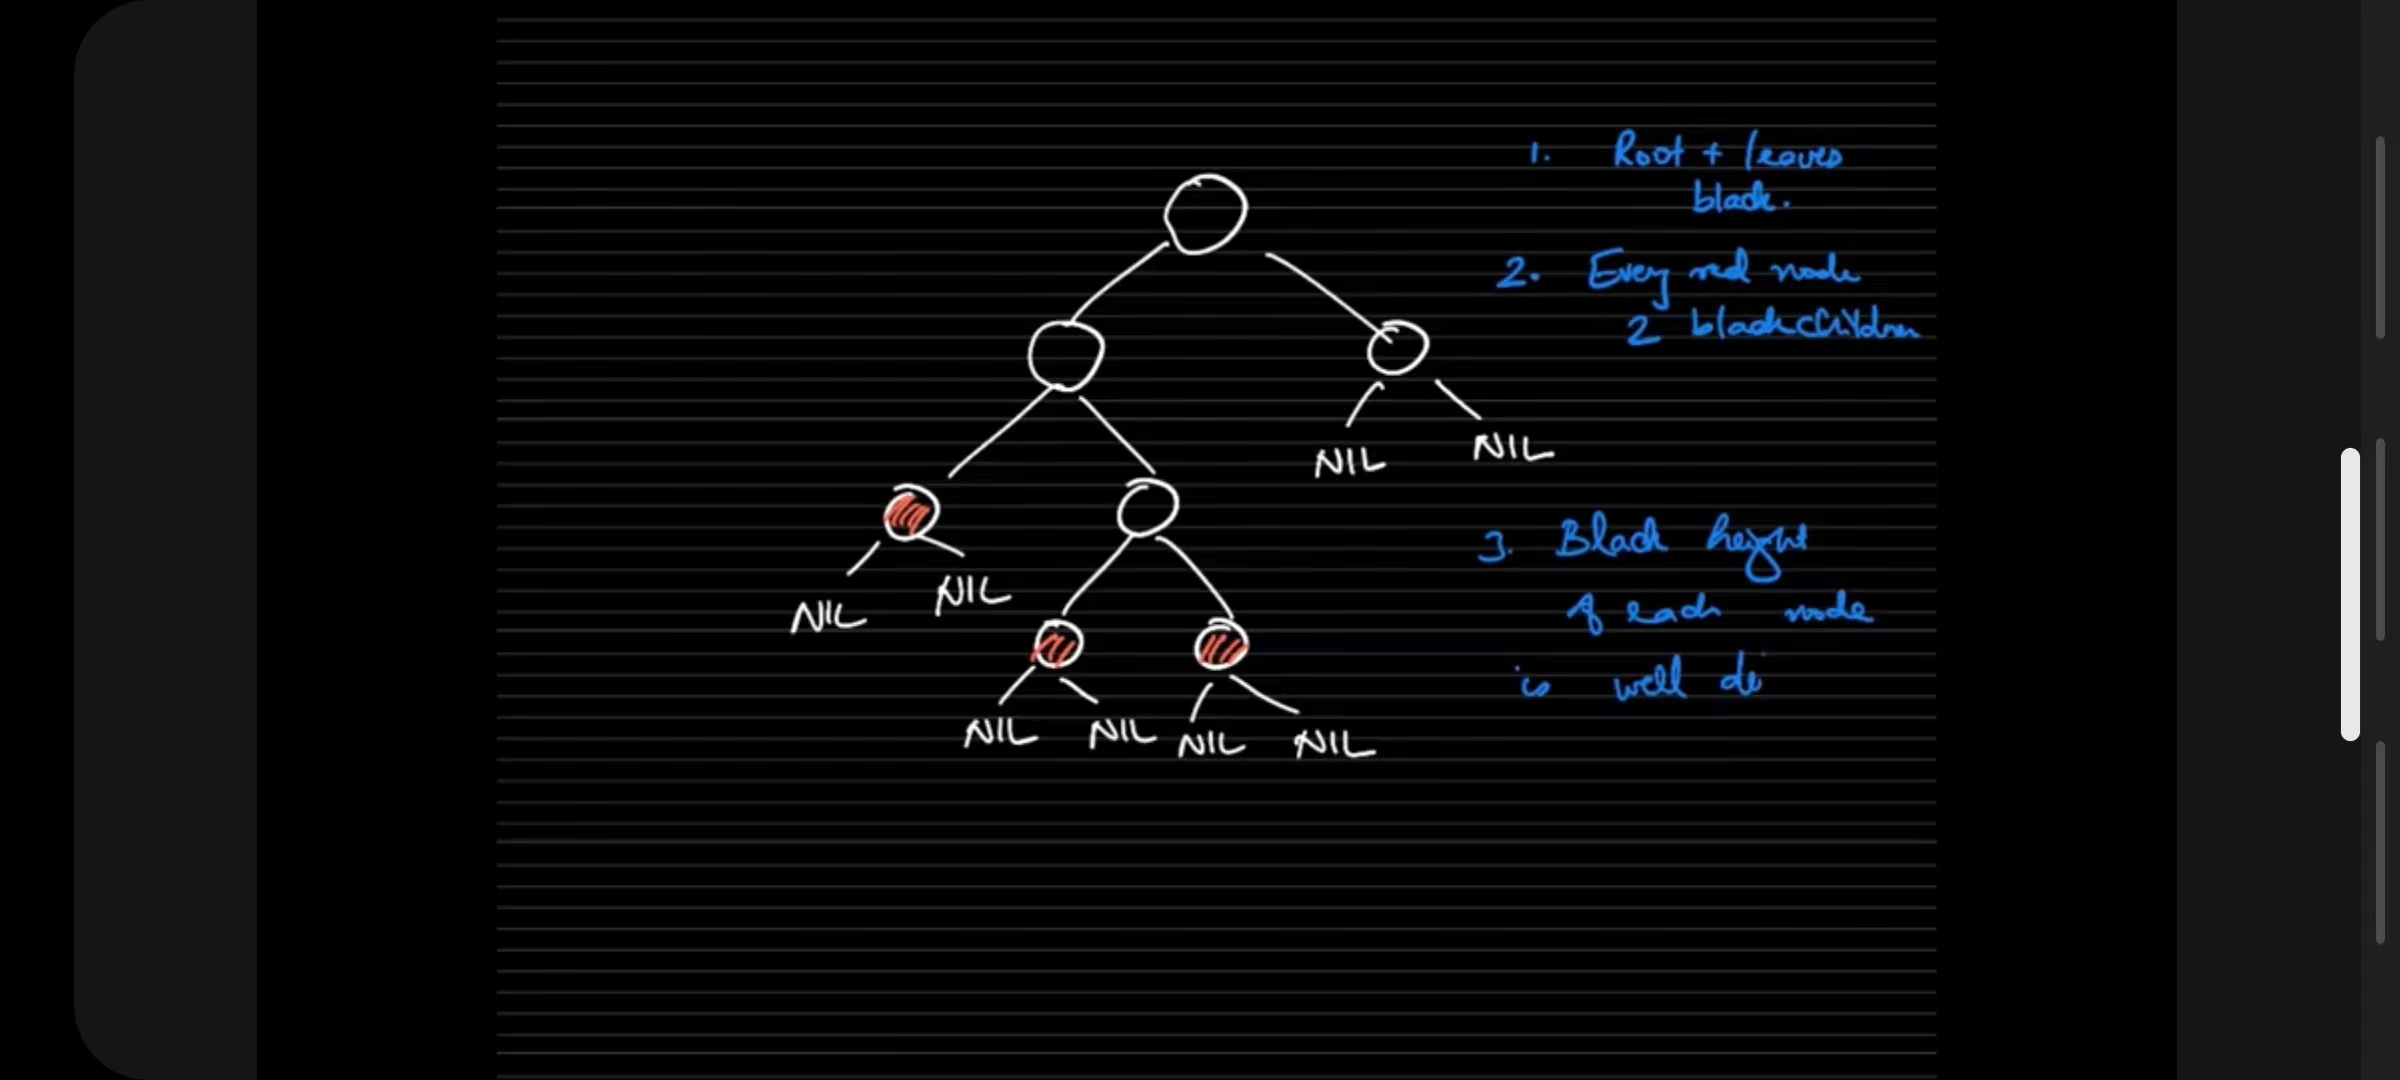 1. Root + leaves
black.
2. Every red node
2 black children
NIL NIL
3. Black height
of each node
is well de
NIL NIL
NIL NIL NIL NIL